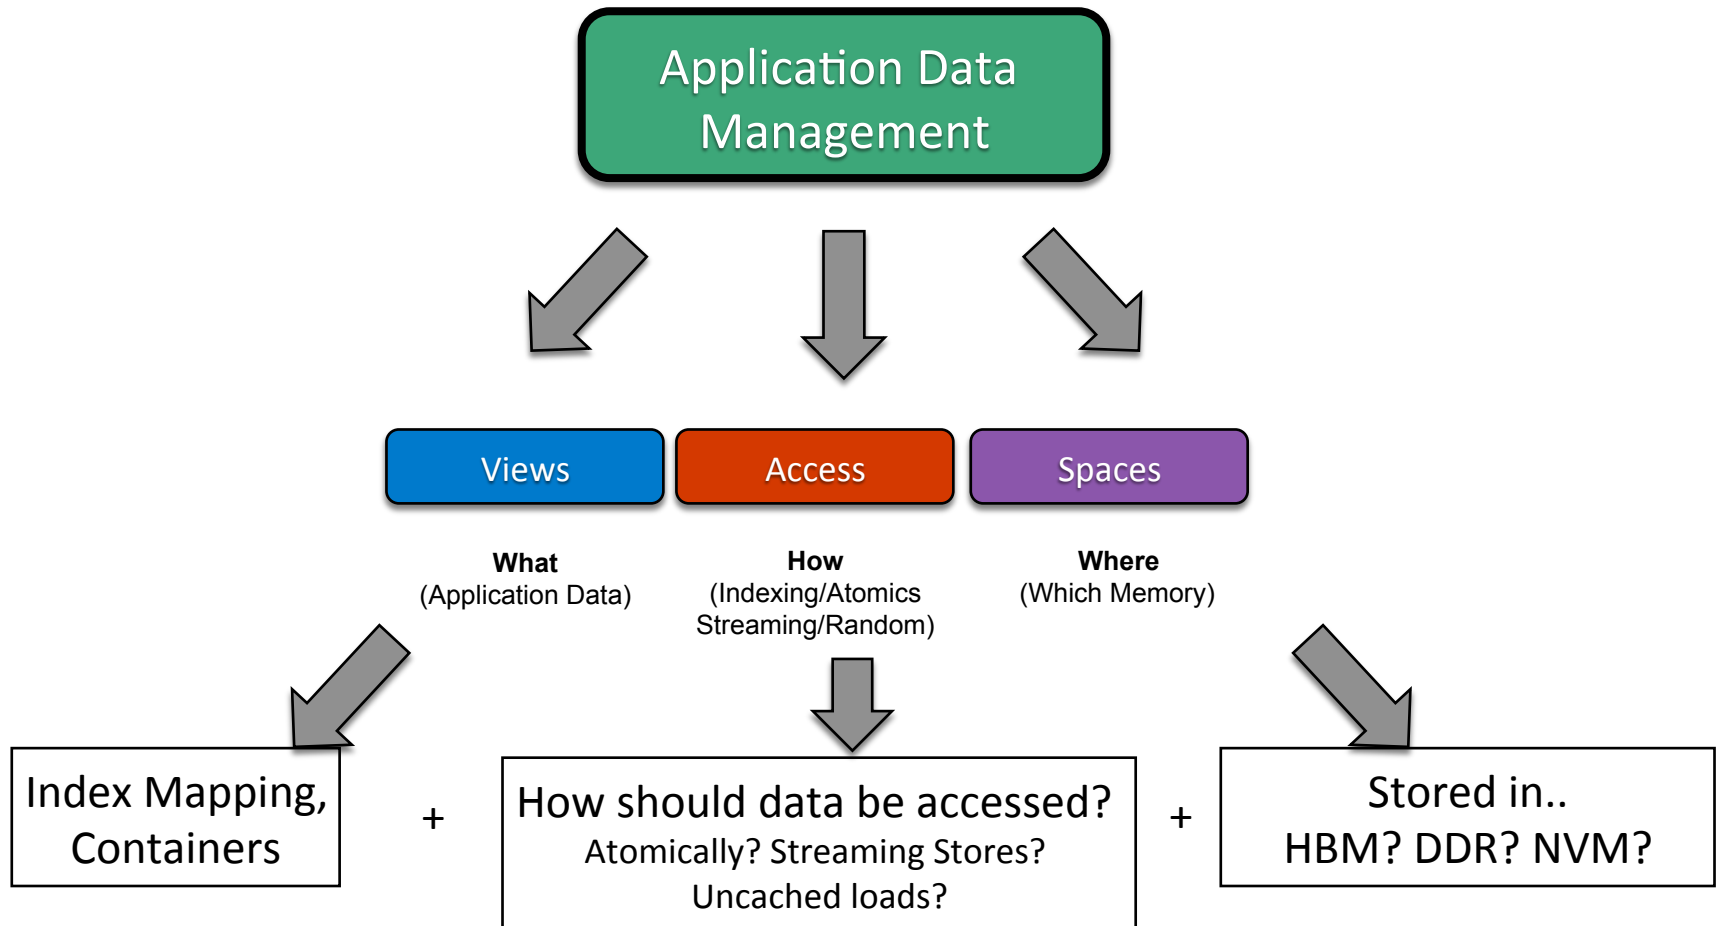 Application Data
Management
Views
Access
Spaces
What
(Application Data)
How
(Indexing/Atomics
Streaming/Random)
Where
(Which Memory)
Index Mapping,
Containers
+
How should data be accessed?
Atomically? Streaming Stores?
Uncached loads?
+
Stored in..
HBM? DDR? NVM?